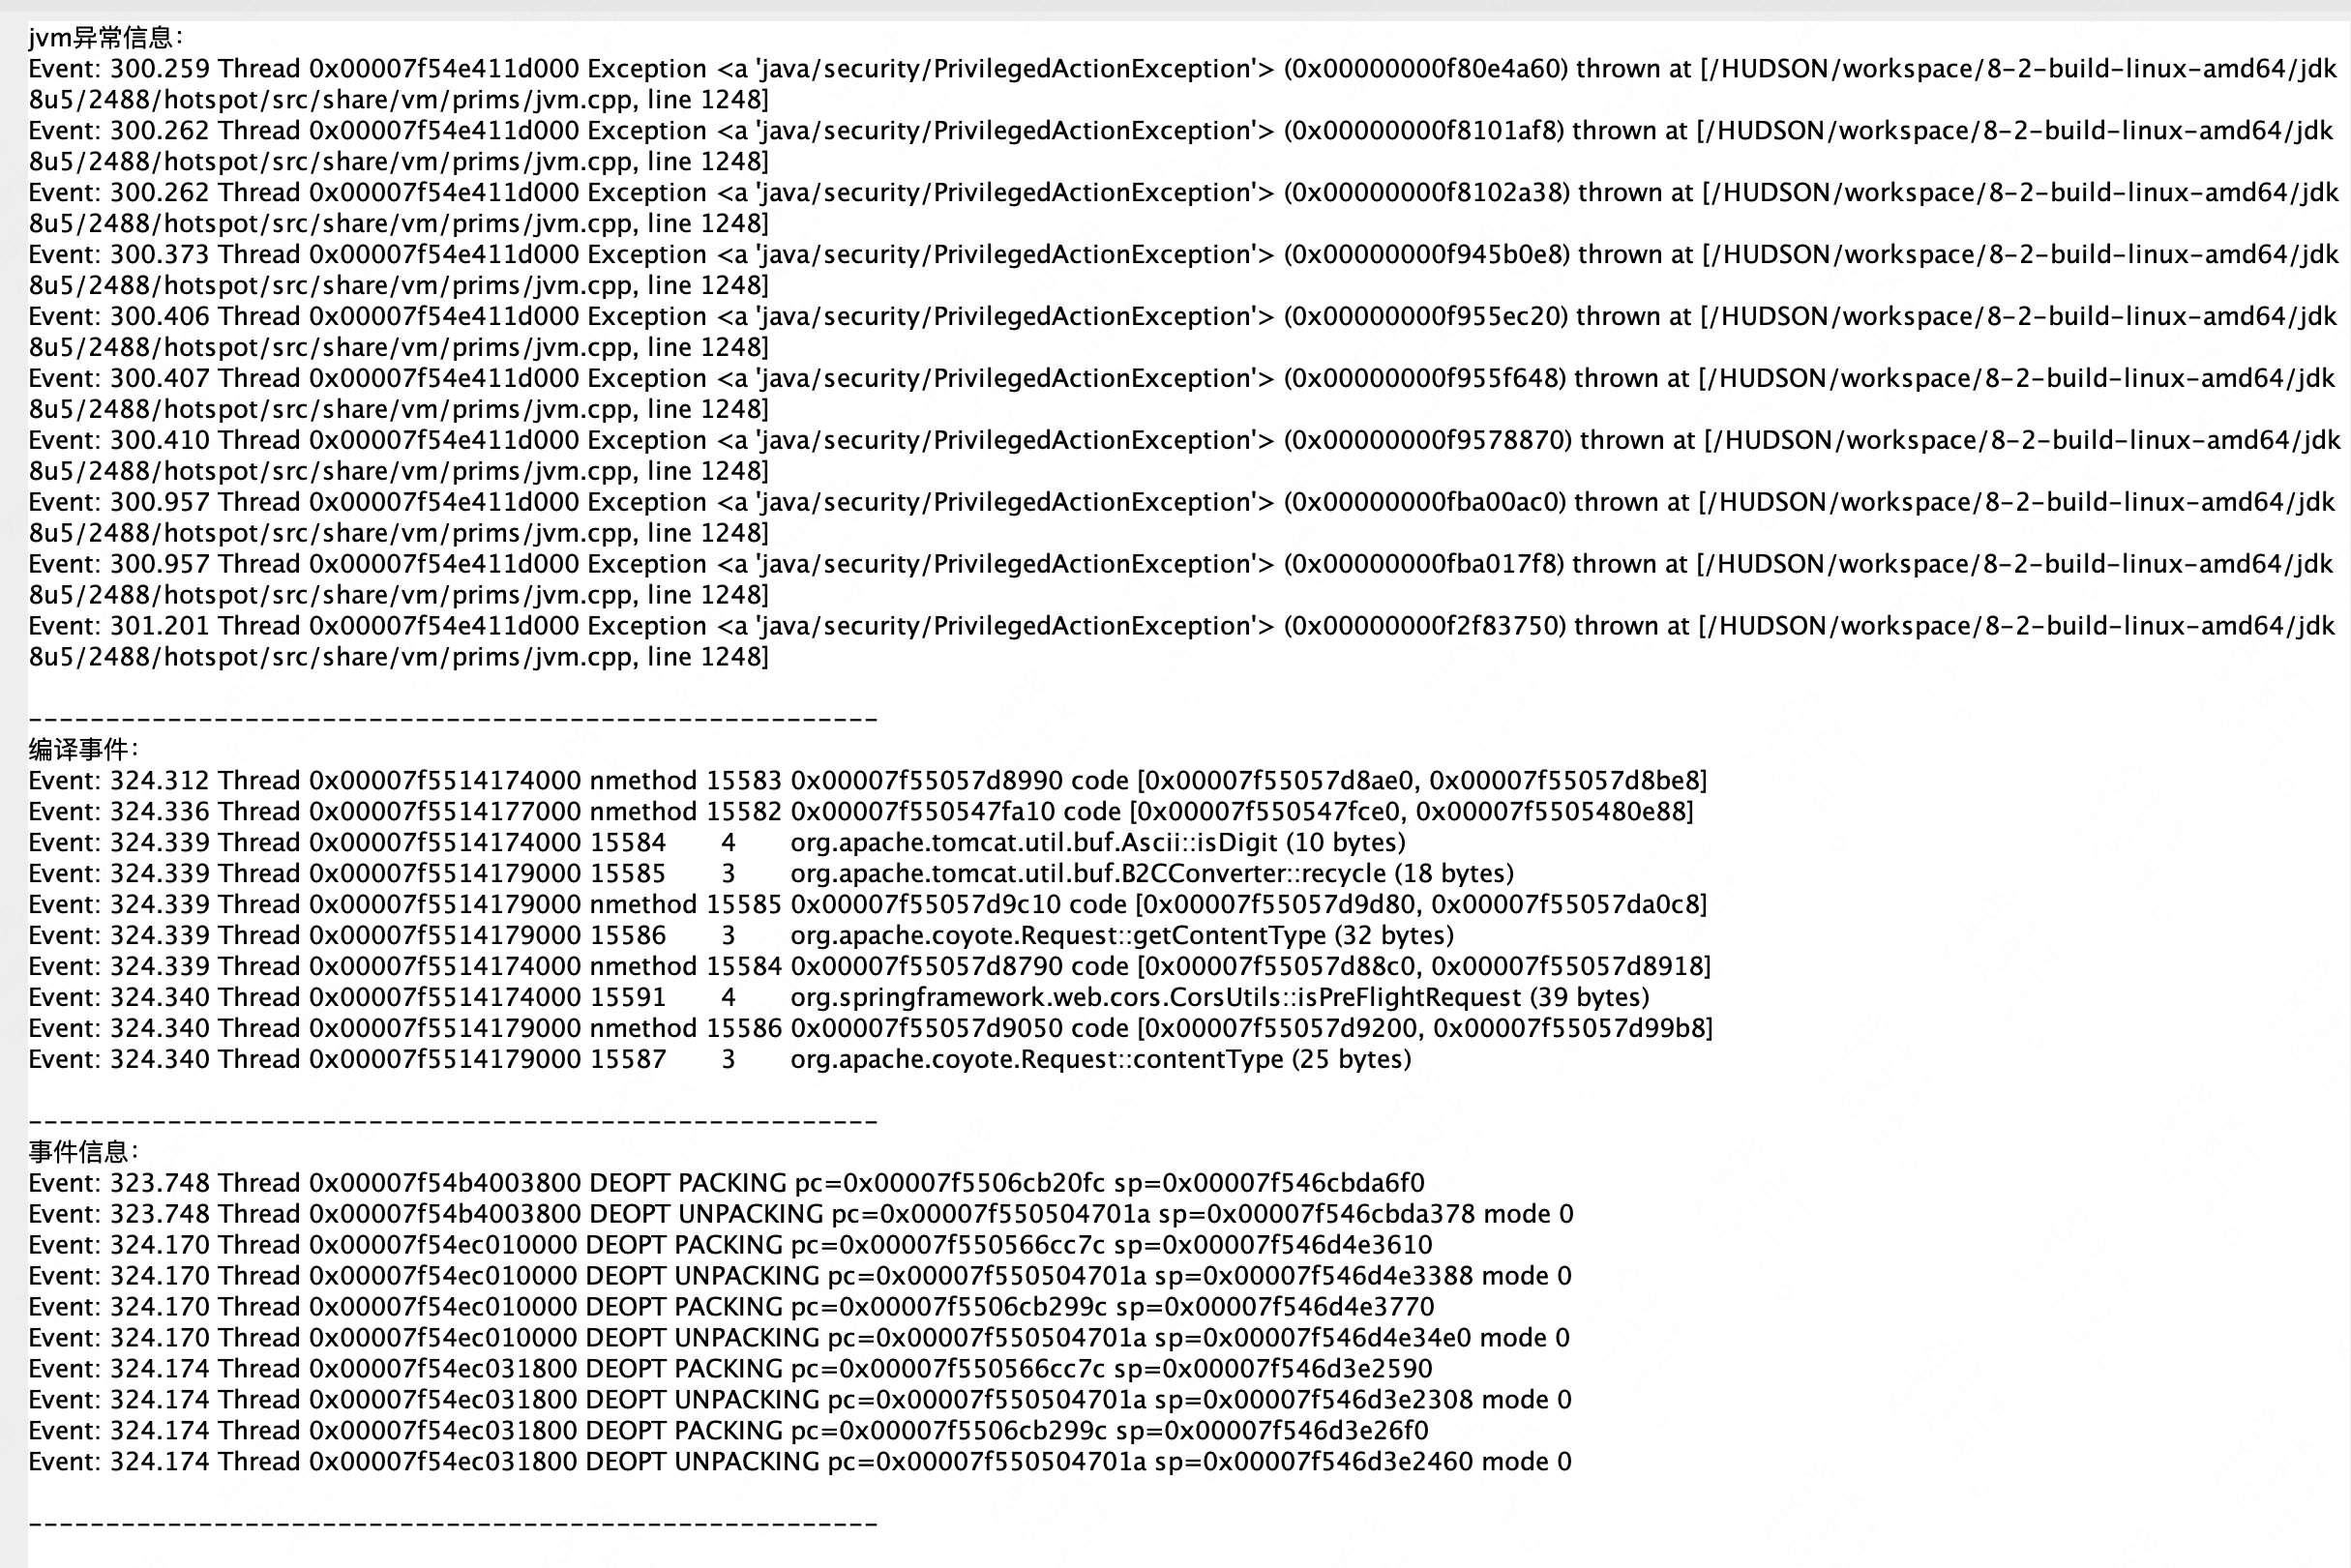 jvm异常信息：
Event: 300.259 Thread 0x00007f54e411d000 Exception <a 'java/security/PrivilegedActionException'> (0x00000000f80e4a60) thrown at [/HUDSON/workspace/8-2-build-linux-amd64/jdk
8u5/2488/hotspot/src/share/vm/prims/jvm.cpp, line 1248]
Event: 300.262 Thread 0x00007f54e411d000 Exception <a 'java/security/PrivilegedActionException'> (0x00000000f8101af8) thrown at [/HUDSON/workspace/8-2-build-linux-amd64/jdk
8u5/2488/hotspot/src/share/vm/prims/jvm.cpp, line 1248]
Event: 300.262 Thread 0x00007f54e411d000 Exception <a 'java/security/PrivilegedActionException'> (0x00000000f8102a38) thrown at [/HUDSON/workspace/8-2-build-linux-amd64/jdk
8u5/2488/hotspot/src/share/vm/prims/jvm.cpp, line 1248]
Event: 300.373 Thread 0x00007f54e411d000 Exception <a 'java/security/PrivilegedActionException'> (0x00000000f945b0e8) thrown at [/HUDSON/workspace/8-2-build-linux-amd64/jdk
8u5/2488/hotspot/src/share/vm/prims/jvm.cpp, line 1248]
Event: 300.406 Thread 0x00007f54e411d000 Exception <a 'java/security/PrivilegedActionException'> (0x00000000f955ec20) thrown at [/HUDSON/workspace/8-2-build-linux-amd64/jdk
8u5/2488/hotspot/src/share/vm/prims/jvm.cpp, line 1248]
Event: 300.407 Thread 0x00007f54e411d000 Exception <a 'java/security/PrivilegedActionException'> (0x00000000f955f648) thrown at [/HUDSON/workspace/8-2-build-linux-amd64/jdk
8u5/2488/hotspot/src/share/vm/prims/jvm.cpp, line 1248]
Event: 300.410 Thread 0x00007f54e411d000 Exception <a 'java/security/PrivilegedActionException'> (0x00000000f9578870) thrown at [/HUDSON/workspace/8-2-build-linux-amd64/jdk
8u5/2488/hotspot/src/share/vm/prims/jvm.cpp, line 1248]
Event: 300.957 Thread 0x00007f54e411d000 Exception <a 'java/security/PrivilegedActionException'> (0x00000000fba00ac0) thrown at [/HUDSON/workspace/8-2-build-linux-amd64/jdk
8u5/2488/hotspot/src/share/vm/prims/jvm.cpp, line 1248]
Event: 300.957 Thread 0x00007f54e411d000 Exception <a 'java/security/PrivilegedActionException'> (0x00000000fba017f8) thrown at [/HUDSON/workspace/8-2-build-linux-amd64/jdk
8u5/2488/hotspot/src/share/vm/prims/jvm.cpp, line 1248]
Event: 301.201 Thread 0x00007f54e411d000 Exception <a 'java/security/PrivilegedActionException'> (0x00000000f2f83750) thrown at [/HUDSON/workspace/8-2-build-linux-amd64/jdk
8u5/2488/hotspot/src/share/vm/prims/jvm.cpp, line 1248]
-------------------------------------------------------
编译事件：
Event: 324.312 Thread 0x00007f5514174000 nmethod 15583 0x00007f55057d8990 code [0x00007f55057d8ae0, 0x00007f55057d8be8]
Event: 324.336 Thread 0x00007f5514177000 nmethod 15582 0x00007f550547fa10 code [0x00007f550547fce0, 0x00007f5505480e88]
Event: 324.339 Thread 0x00007f5514174000 15584 4 org.apache.tomcat.util.buf.Ascii::isDigit (10 bytes)
Event: 324.339 Thread 0x00007f5514179000 15585 3 org.apache.tomcat.util.buf.B2CConverter::recycle (18 bytes)
Event: 324.339 Thread 0x00007f5514179000 nmethod 15585 0x00007f55057d9c10 code [0x00007f55057d9d80, 0x00007f55057da0c8]
Event: 324.339 Thread 0x00007f5514179000 15586 3 org.apache.coyote.Request::getContentType (32 bytes)
Event: 324.339 Thread 0x00007f5514174000 nmethod 15584 0x00007f55057d8790 code [0x00007f55057d88c0, 0x00007f55057d8918]
Event: 324.340 Thread 0x00007f5514174000 15591 4 org.springframework.web.cors.CorsUtils::isPreFlightRequest (39 bytes)
Event: 324.340 Thread 0x00007f5514179000 nmethod 15586 0x00007f55057d9050 code [0x00007f55057d9200, 0x00007f55057d99b8]
Event: 324.340 Thread 0x00007f5514179000 15587 3 org.apache.coyote.Request::contentType (25 bytes)
-------------------------------------------------------
事件信息：
Event: 323.748 Thread 0x00007f54b4003800 DEOPT PACKING pc=0x00007f5506cb20fc sp=0x00007f546cbda6f0
Event: 323.748 Thread 0x00007f54b4003800 DEOPT UNPACKING pc=0x00007f550504701a sp=0x00007f546cbda378 mode 0
Event: 324.170 Thread 0x00007f54ec010000 DEOPT PACKING pc=0x00007f550566cc7c sp=0x00007f546d4e3610
Event: 324.170 Thread 0x00007f54ec010000 DEOPT UNPACKING pc=0x00007f550504701a sp=0x00007f546d4e3388 mode 0
Event: 324.170 Thread 0x00007f54ec010000 DEOPT PACKING pc=0x00007f5506cb299c sp=0x00007f546d4e3770
Event: 324.170 Thread 0x00007f54ec010000 DEOPT UNPACKING pc=0x00007f550504701a sp=0x00007f546d4e34e0 mode 0
Event: 324.174 Thread 0x00007f54ec031800 DEOPT PACKING pc=0x00007f550566cc7c sp=0x00007f546d3e2590
Event: 324.174 Thread 0x00007f54ec031800 DEOPT UNPACKING pc=0x00007f550504701a sp=0x00007f546d3e2308 mode 0
Event: 324.174 Thread 0x00007f54ec031800 DEOPT PACKING pc=0x00007f5506cb299c sp=0x00007f546d3e26f0
Event: 324.174 Thread 0x00007f54ec031800 DEOPT UNPACKING pc=0x00007f550504701a sp=0x00007f546d3e2460 mode 0
-------------------------------------------------------